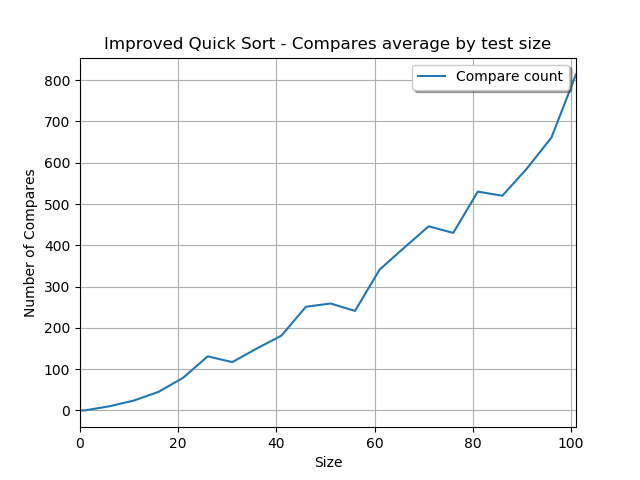 Improved Quick Sort - Compares average by test size
Compare count
800
700
600
500
400
300
200
100
0
Number of Compares
0 20 40 60 80 100
Size